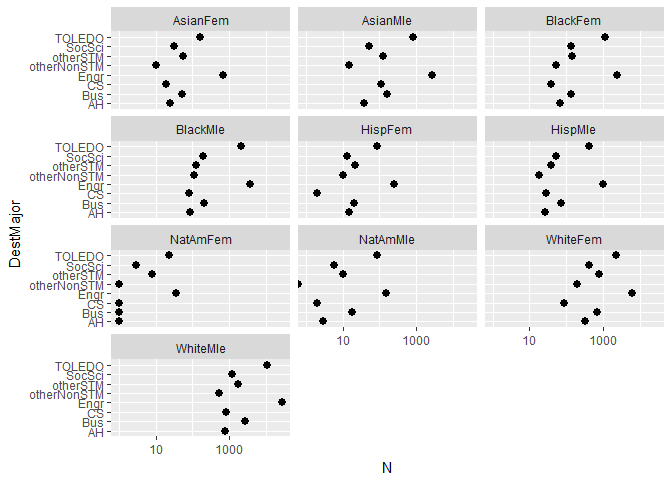 AsianFem
AsianMle
BlackFem
TOLEDO
SocSci
otherSTM
otherNonSTM
Engr
CS
Bus
AH
BlackMle
HispFem
HispMle
TOLEDO
SocSci
otherSTM
otherNonSTM
Engr
CS
Bus
AH
DestMajor
NatAmFem
NatAmMle
WhiteFem
TOLEDO
SocSci
otherSTM
otherNonSTM
Engr
CS
Bus
AH
10 1000
10 1000
WhiteMle
TOLEDO
SocSci
otherSTM
otherNonSTM
Engr
CS
Bus
AH
10 1000
N